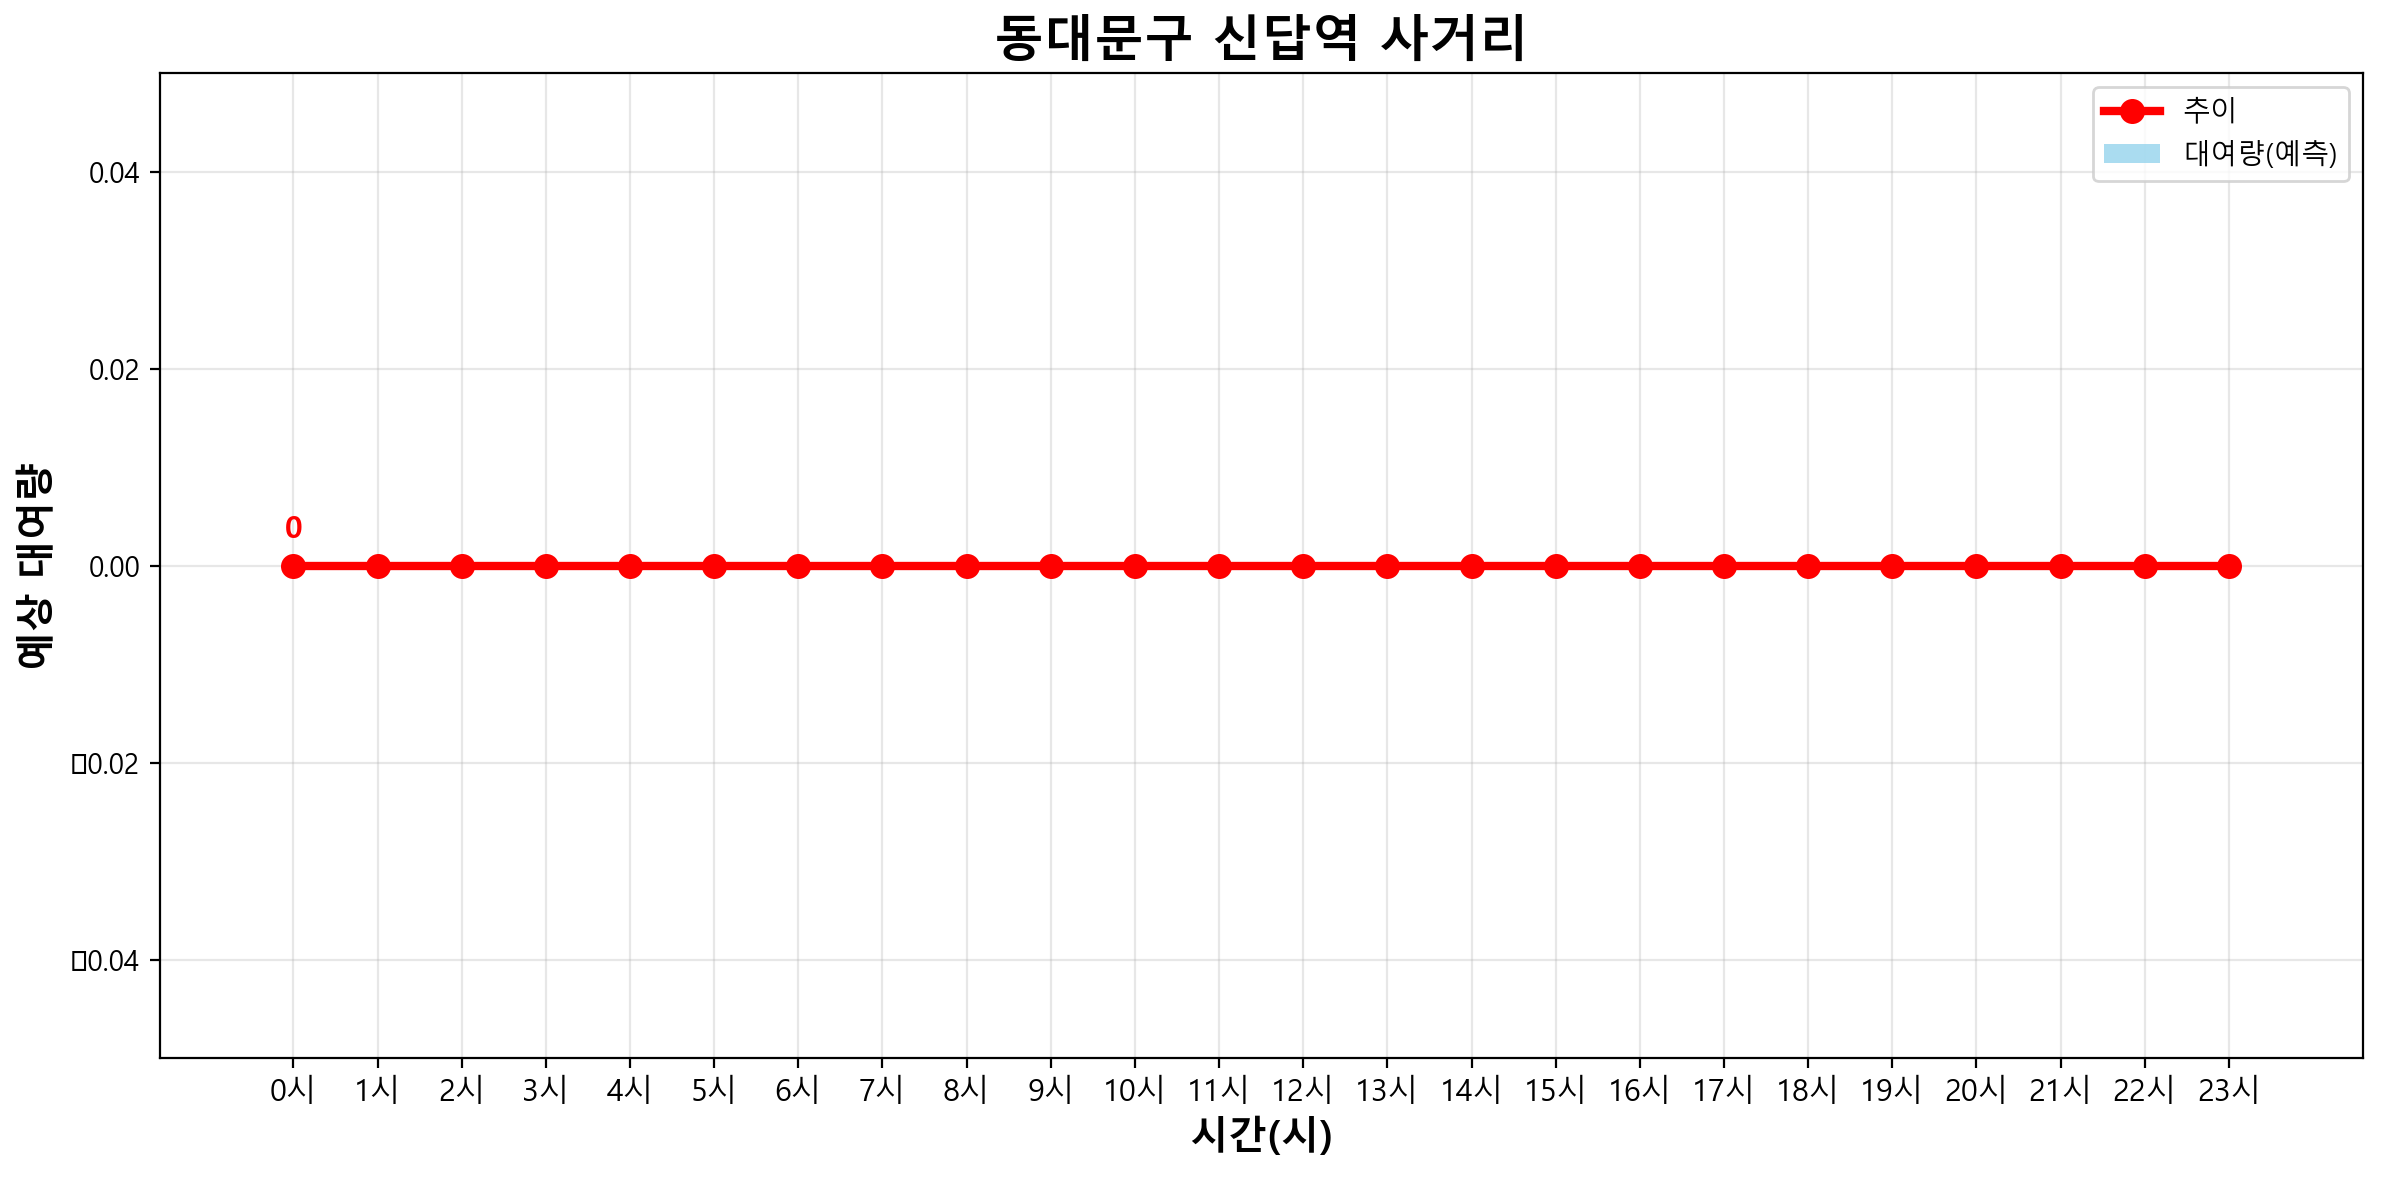 동대문구 신답역 사거리
추이
대여량(예측)
예상 대여량
0.04
0.02
0.00
□0.02
□0.04
0
0시 1시 2시 3시 4시 5시 6시 7시 8시 9시 10시 11시 12시 13시 14시 15시 16시 17시 18시 19시 20시 21시 22시 23시
시간(시)